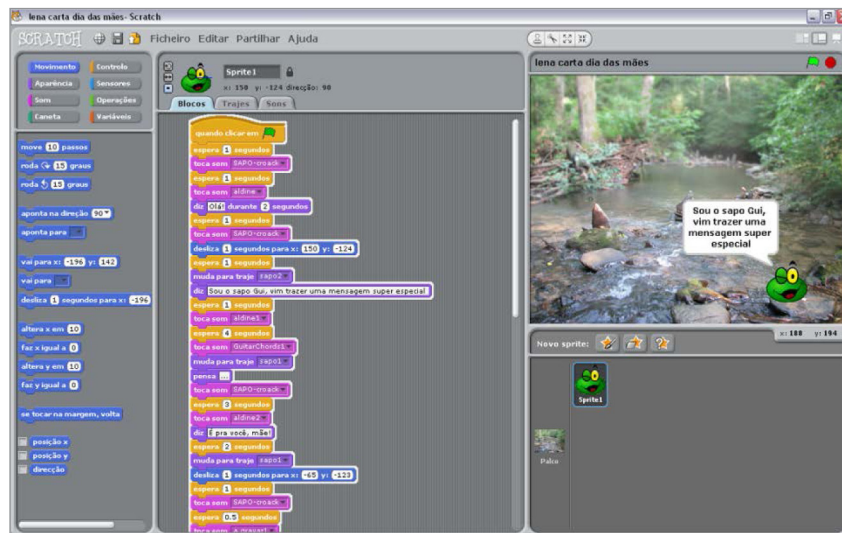 lena carta dia das mães- Scratch
SCRATCH Ficheiro Editar Partilhar Ajuda
Movimento Controlo
Aparência Sensores
Som Operações
Caneta Variáveis
move 10 passos
roda 15 graus
roda 15 graus
aponta na direção 90
aponta para
vai para x: -196 y: 142
vai para
desliza 1 segundos para x: -196
altera x em 10
faz x igual a 0
altera y em 10
faz y igual a 0
se tocar na margem, volta
posição x
posição y
direcção
Sprite1
x: 150 y: -124 direcção: 90
Blocos Trajes Sons
quando clicar em
espera 1 segundos
toca som SAPO-croack
espera 1 segundos
toca som aldine
diz Olá! durante 2 segundos
espera 1 segundos
toca som SAPO-croack
desliza 1 segundos para x: 150 y: -124
espera 1 segundos
muda para traje sapo2
diz Sou o sapo Gui, vim trazer uma mensagem super especial
espera 1 segundos
toca som aldine1
espera 4 segundos
toca som GuitarChords1
muda para traje sapo1
pensa ...
toca som SAPO-croack
espera 3 segundos
toca som aldine2
diz É pra você, mãe!
espera 2 segundos
muda para traje sapo1
desliza 1 segundos para x: -65 y: -123
espera 1 segundos
toca som SAPO-croack
espera 0.5 segundos
toca som
lena carta dia das mães
Sou o sapo Gui,
vim trazer uma
mensagem super
especial
x: 188 y: 194
Novo sprite:
Sprite1
Palco